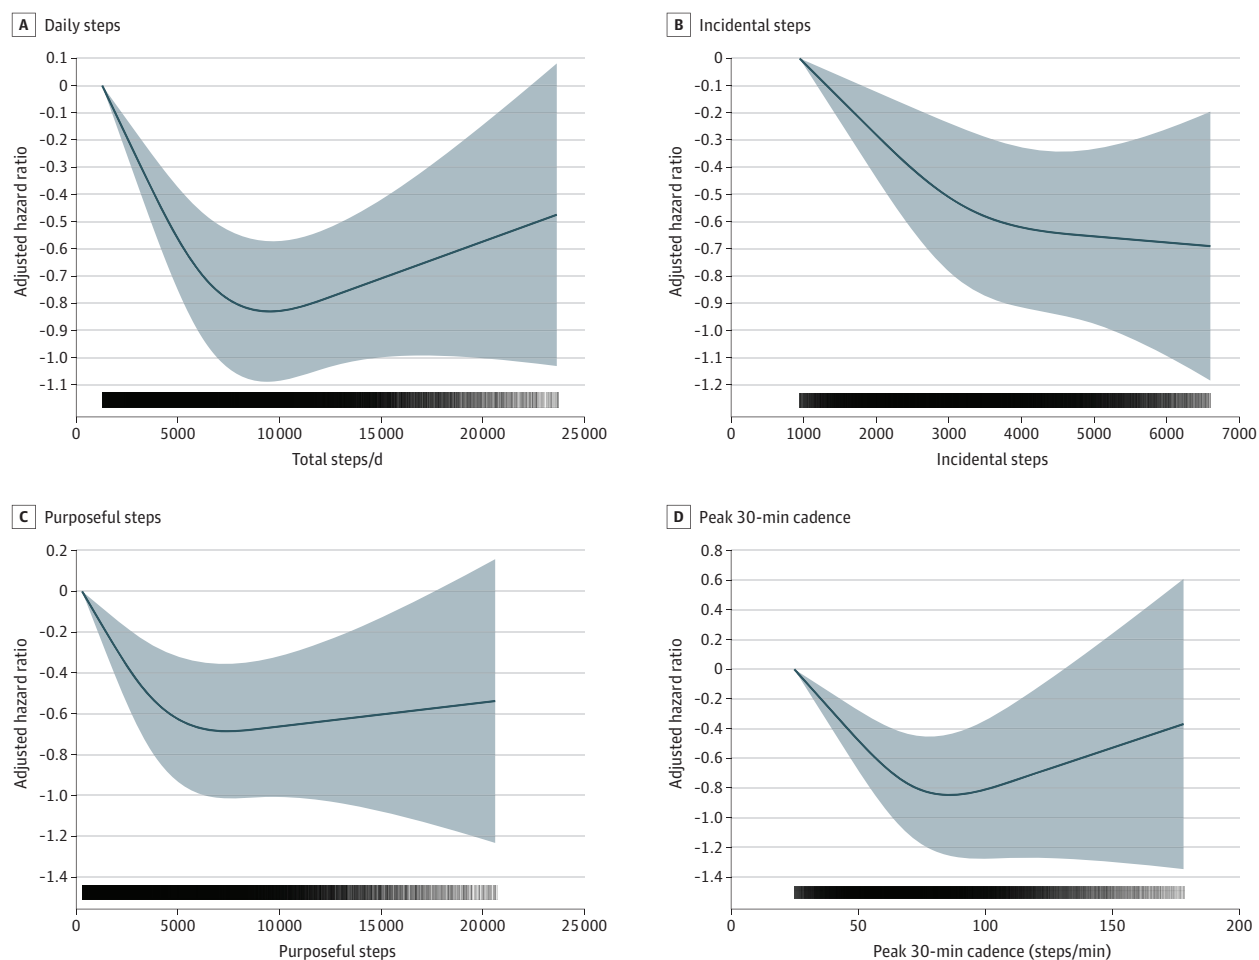 A Daily steps
0.1
0
-0.1
-0.2
-0.3
-0.4
-0.5
-0.6
-0.7
-0.8
-0.9
-1.0
-1.1
Adjusted hazard ratio
0 5000 10000 15000 20000 25000
Total steps/d
B Incidental steps
0
-0.1
-0.2
-0.3
-0.4
-0.5
-0.6
-0.7
-0.8
-0.9
-1.0
-1.1
-1.2
Adjusted hazard ratio
0 1000 2000 3000 4000 5000 6000 7000
Incidental steps
C Purposeful steps
0.2
0
-0.2
-0.4
-0.6
-0.8
-1.0
-1.2
-1.4
Adjusted hazard ratio
0 5000 10000 15000 20000 25000
Purposeful steps
D Peak 30-min cadence
0.8
0.6
0.4
0.2
0
-0.2
-0.4
-0.6
-0.8
-1.0
-1.2
-1.4
Adjusted hazard ratio
0 50 100 150 200
Peak 30-min cadence (steps/min)